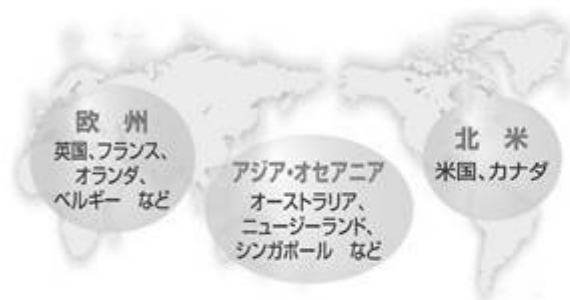 欧 州
英国、フランス、
オランダ、
ベルギー など
アジア・オセアニア
オーストラリア、
ニュージーランド、
シンガポール など
北 米
米国、カナダ